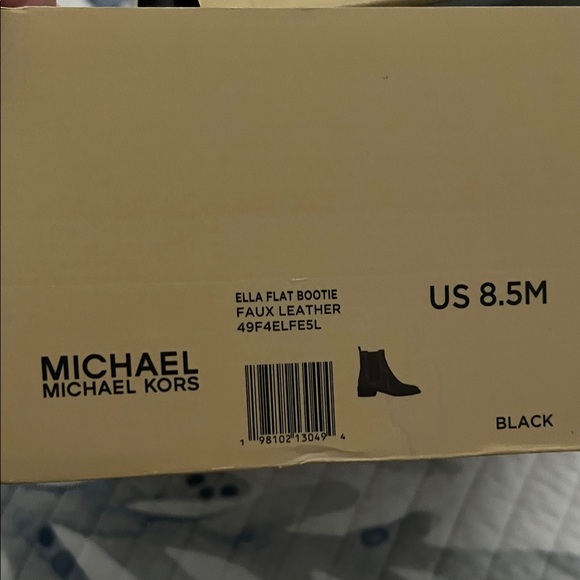 ELLA FLAT BOOTIE
FAUX LEATHER
49F4ELFE5L
US 8.5M
MICHAEL
MICHAEL KORS
1 98102 13049 4
BLACK